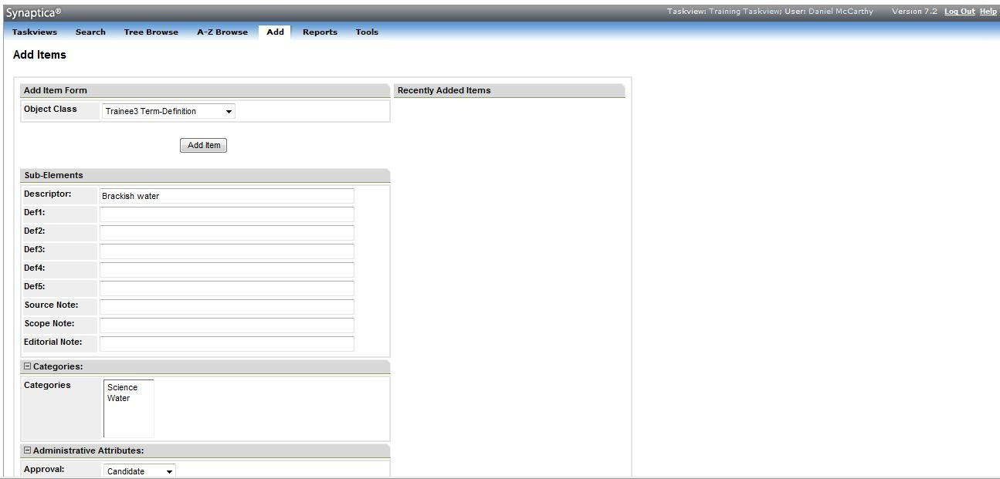 Synaptica®
Taskview: Training Taskview; User: Daniel McCarthy Version 7.2 Log Out Help
Taskviews Search Tree Browse A-Z Browse Add Reports Tools
Add Items
Add Item Form
Recently Added Items
Object Class Trainee3 Term-Definition
Add Item
Sub-Elements
Descriptor: Brackish water
Def1:
Def2:
Def3:
Def4:
Def5:
Source Note:
Scope Note:
Editorial Note:
Categories:
Categories Science
Water
Administrative Attributes:
Approval: Candidate